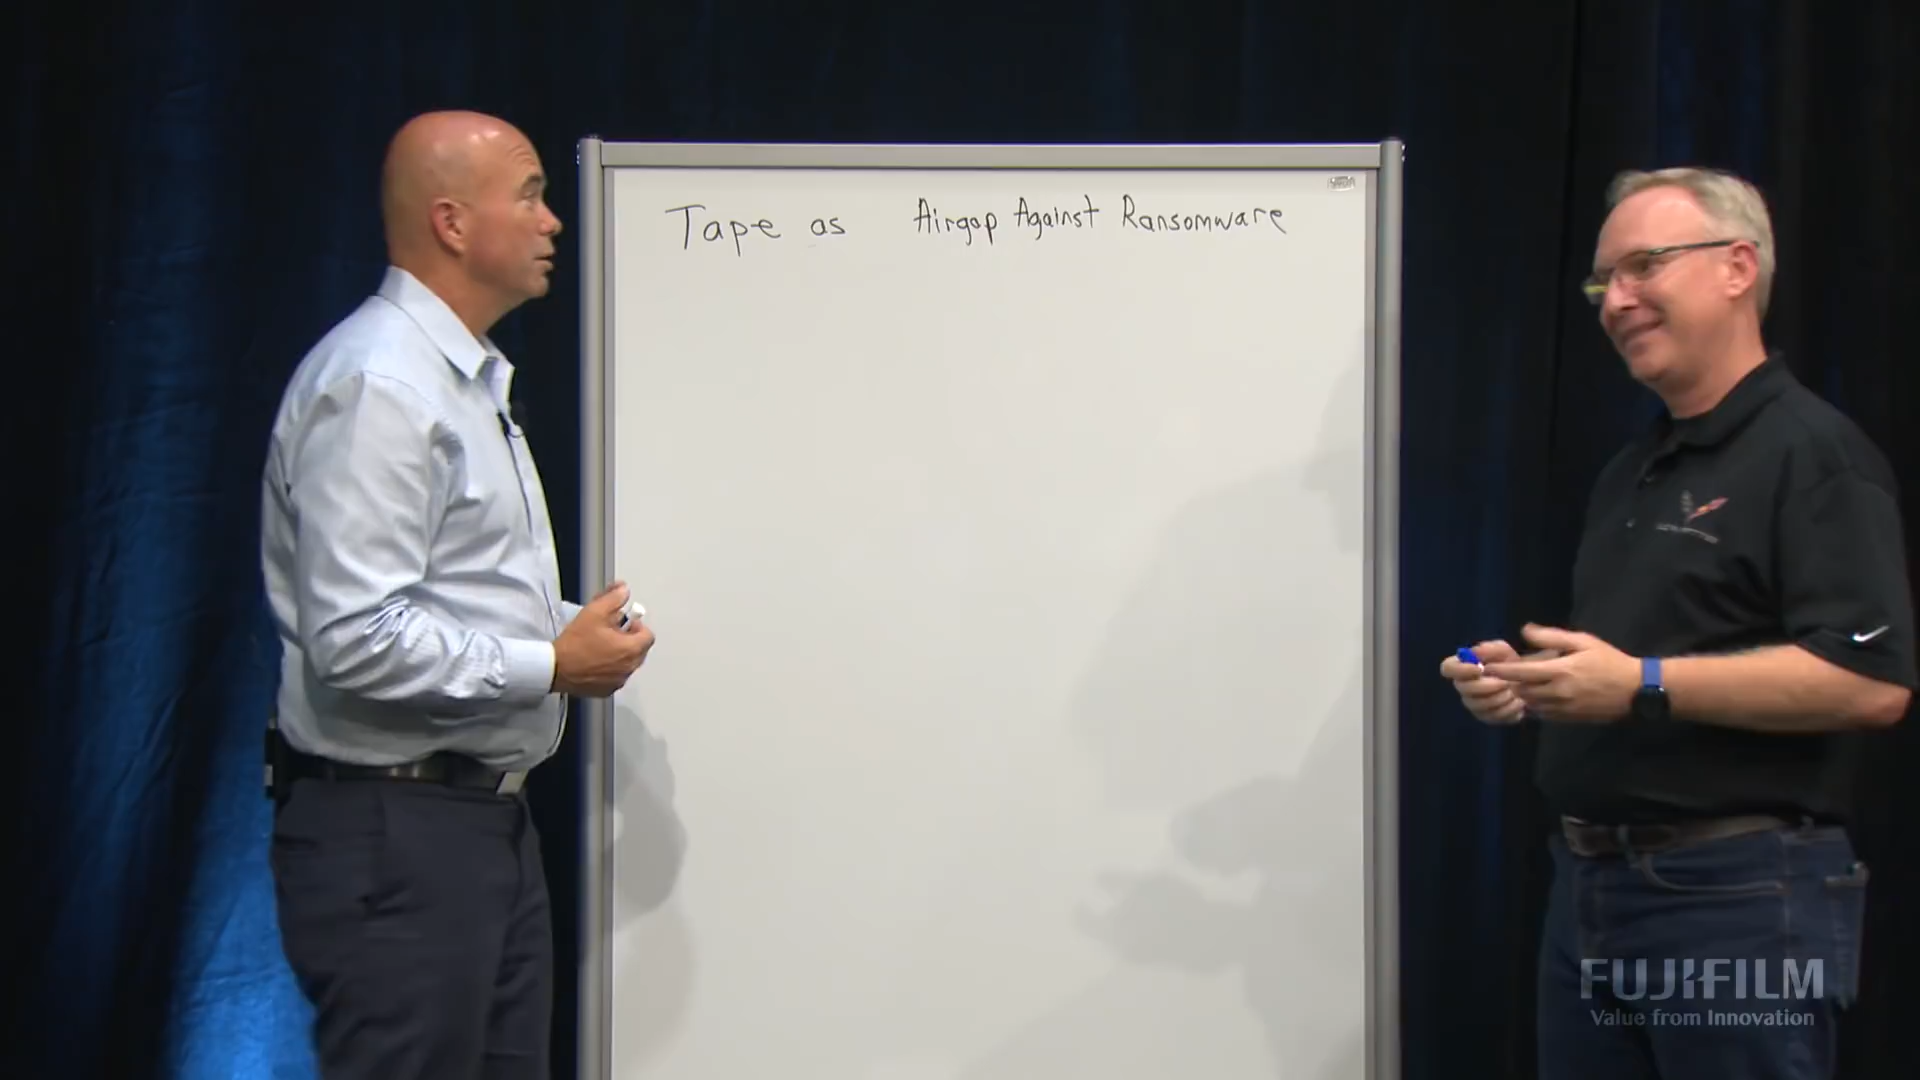 Tape as Airgap Against Ransomware
FUJIFILM
Value from Innovation